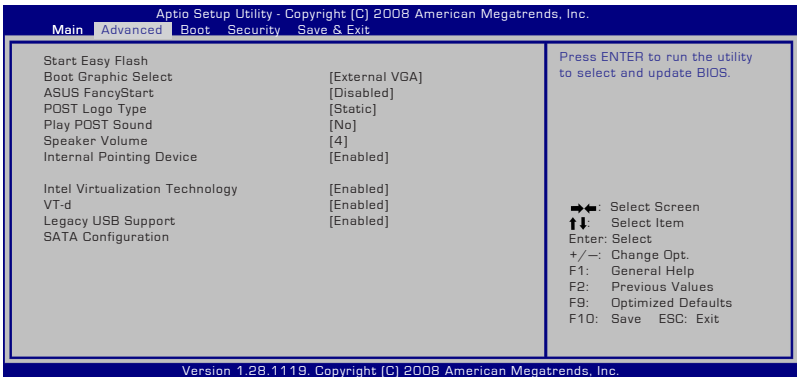 Aptio Setup Utility - Copyright (C) 2008 American Megatrends, Inc.
Main Advanced Boot Security Save & Exit
Start Easy Flash
Boot Graphic Select [External VGA]
ASUS FancyStart [Disabled]
POST Logo Type [Static]
Play POST Sound [No]
Speaker Volume [4]
Internal Pointing Device [Enabled]
Intel Virtualization Technology [Enabled]
VT-d [Enabled]
Legacy USB Support [Enabled]
SATA Configuration
Press ENTER to run the utility
to select and update BIOS.
→←: Select Screen
↑↓: Select Item
Enter: Select
+/—: Change Opt.
F1: General Help
F2: Previous Values
F9: Optimized Defaults
F10: Save ESC: Exit
Version 1.28.1119. Copyright (C) 2008 American Megatrends, Inc.